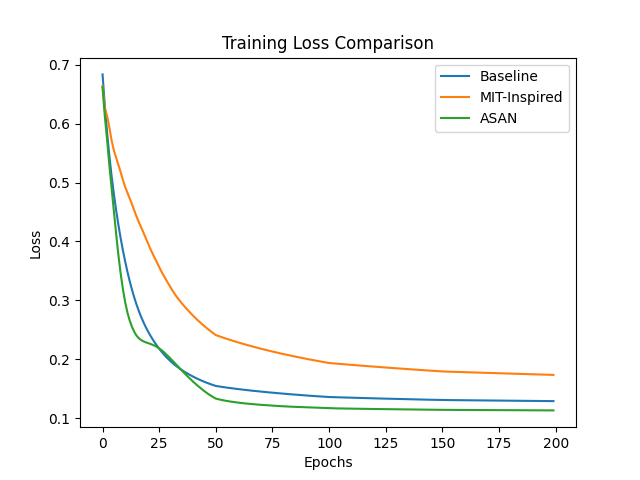 Training Loss Comparison
Baseline
MIT-Inspired
ASAN
Loss
0.7
0.6
0.5
0.4
0.3
0.2
0.1
0 25 50 75 100 125 150 175 200
Epochs